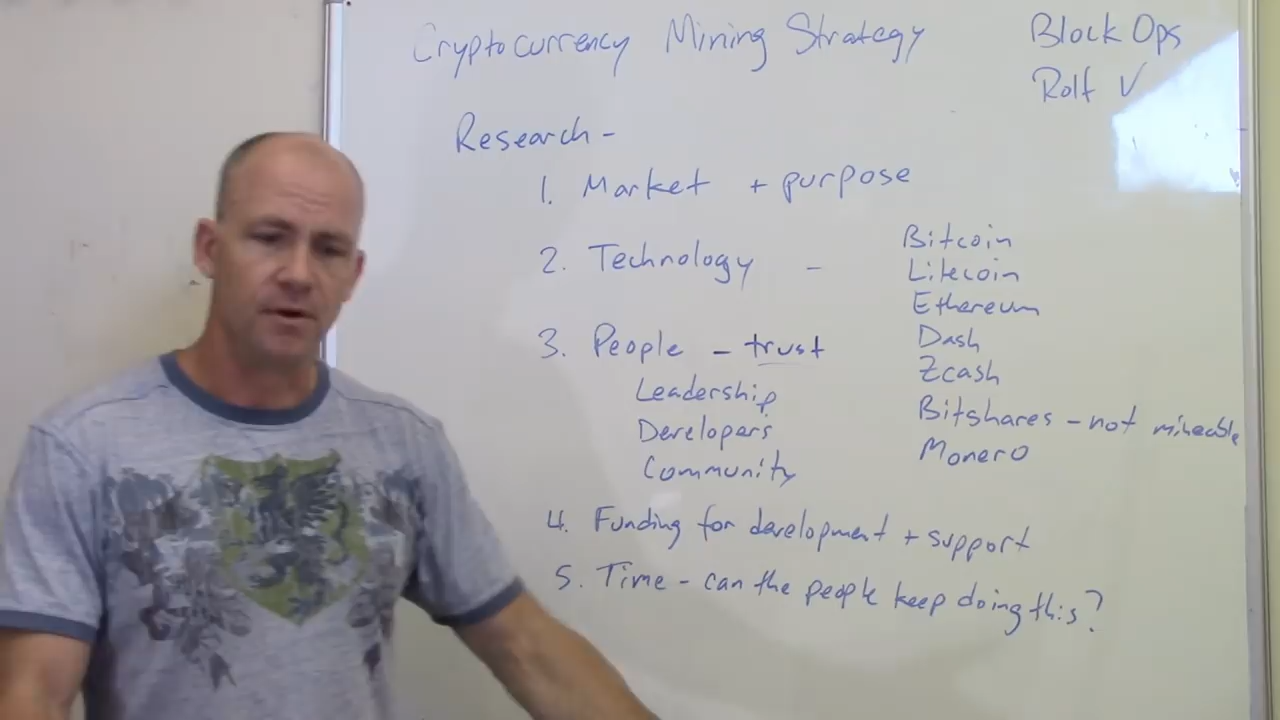 Cryptocurrency Mining Strategy
Block Ops
Rolf V
Research -
1. Market + purpose
2. Technology -
Bitcoin
Litecoin
Ethereum
Dash
Zcash
Bitshares - not mineable
Monero
3. People - trust
Leadership
Developers
Community
4. Funding for development + support
5. Time - can the people keep doing this?